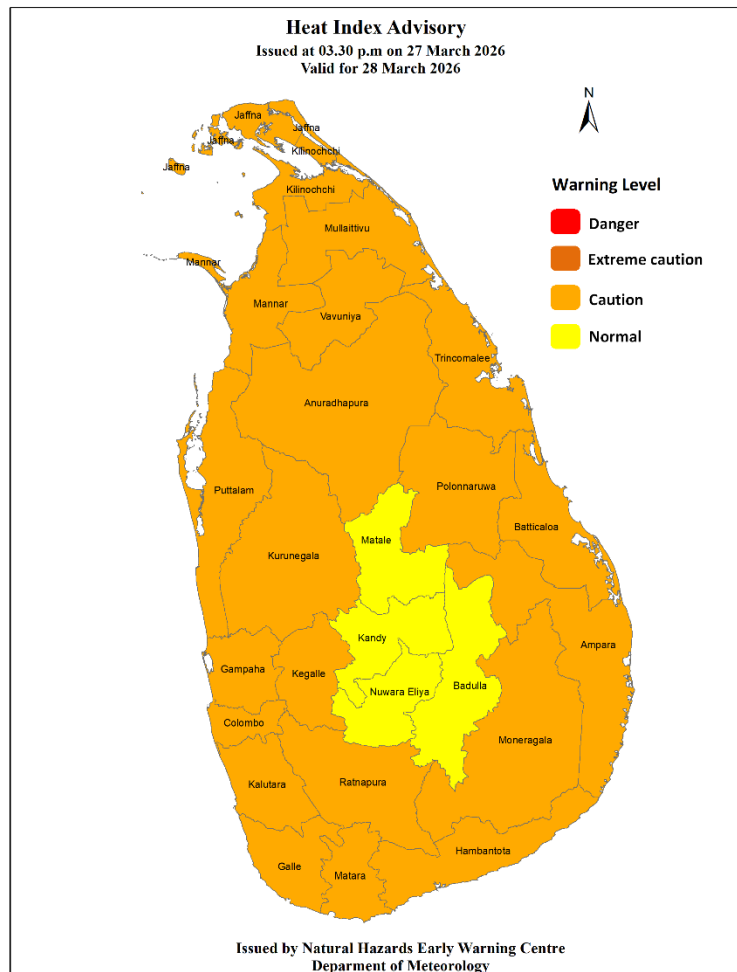 Heat Index Advisory
Issued at 03.30 p.m on 27 March 2026
Valid for 28 March 2026
N
Warning Level
Danger
Extreme caution
Caution
Normal
Jaffna
Jaffna
Jaffna
Kilinochchi
Jaffna
Kilinochchi
Mullaittivu
Mannar
Mannar
Vavuniya
Trincomalee
Anuradhapura
Polonnaruwa
Puttalam
Batticaloa
Matale
Kurunegala
Kandy
Ampara
Gampaha
Kegalle
Nuwara Eliya
Badulla
Colombo
Moneragala
Kalutara
Ratnapura
Hambantota
Galle
Matara
Issued by Natural Hazards Early Warning Centre
Deparment of Meteorology